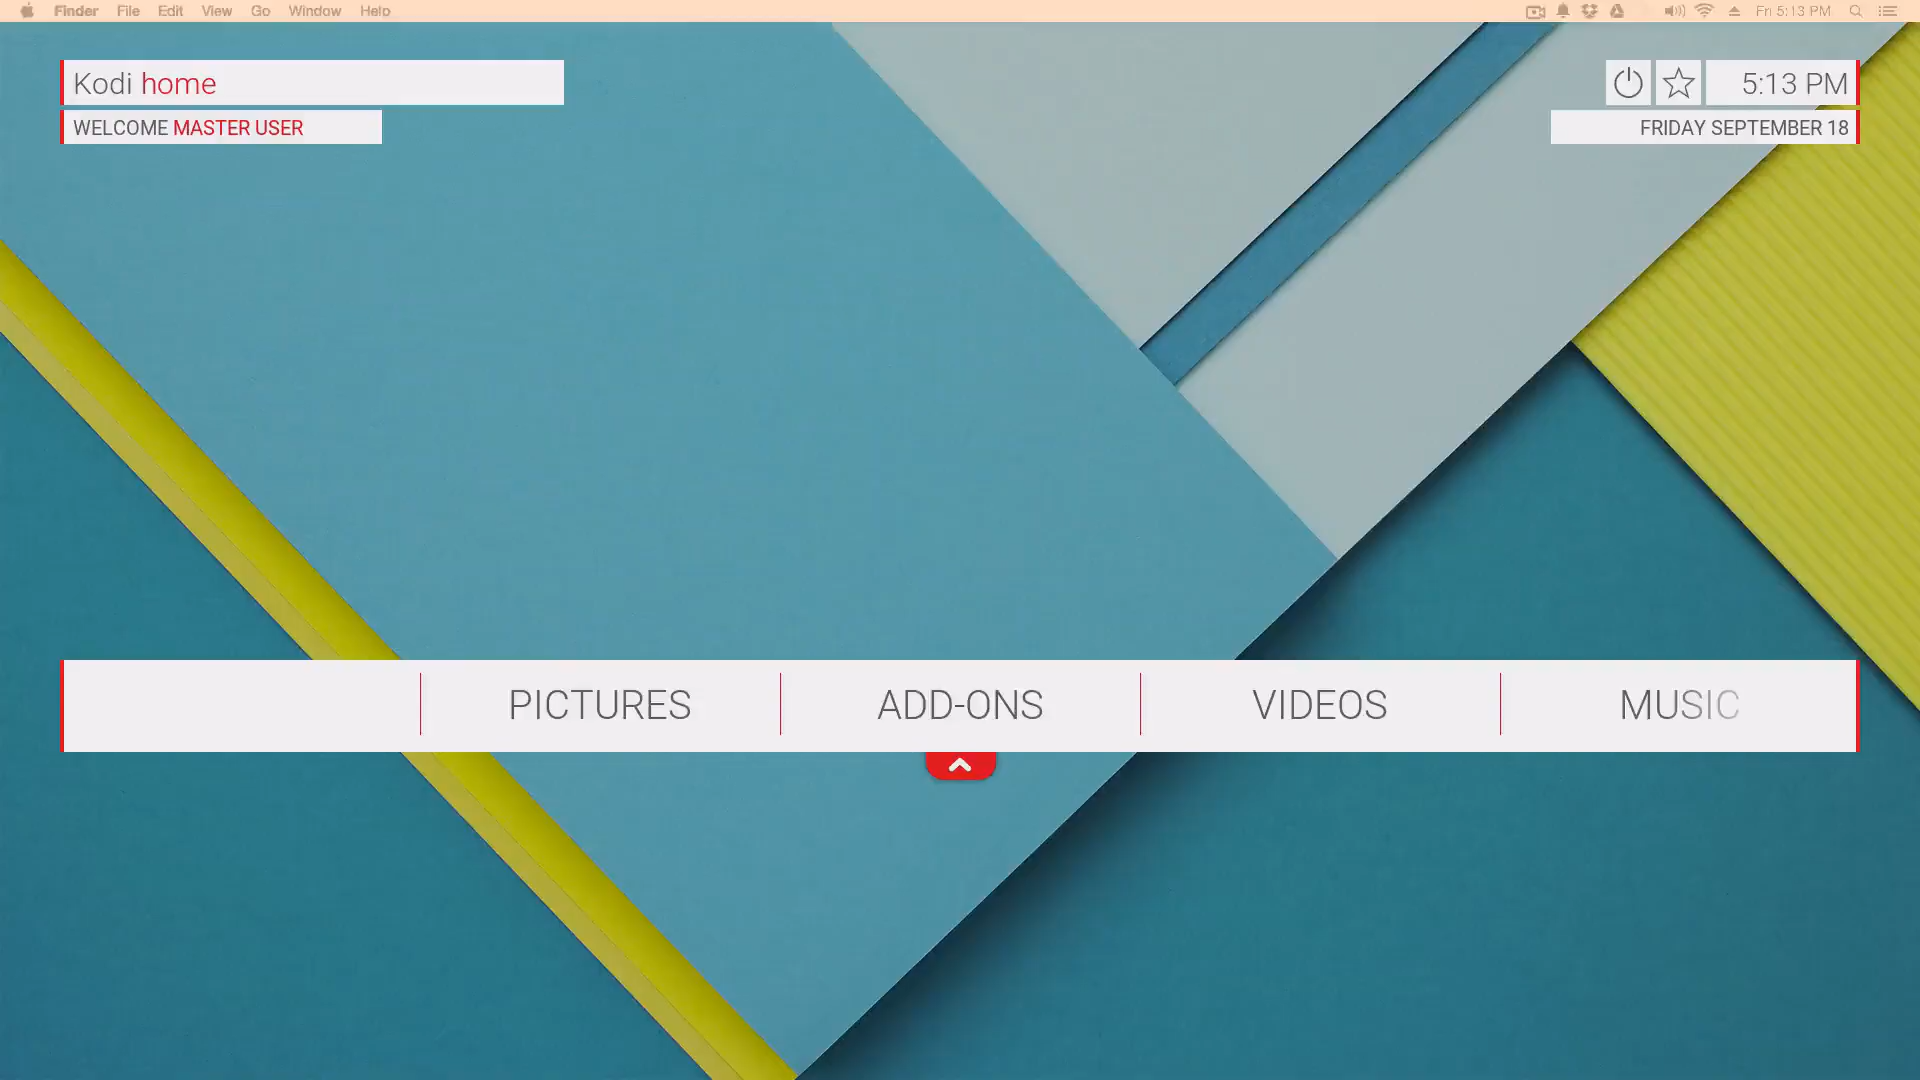 Finder File Edit View Go Window Help Fri 5:13 PM
Kodi home 5:13 PM
WELCOME MASTER USER FRIDAY SEPTEMBER 18
PICTURES ADD-ONS VIDEOS MUSIC